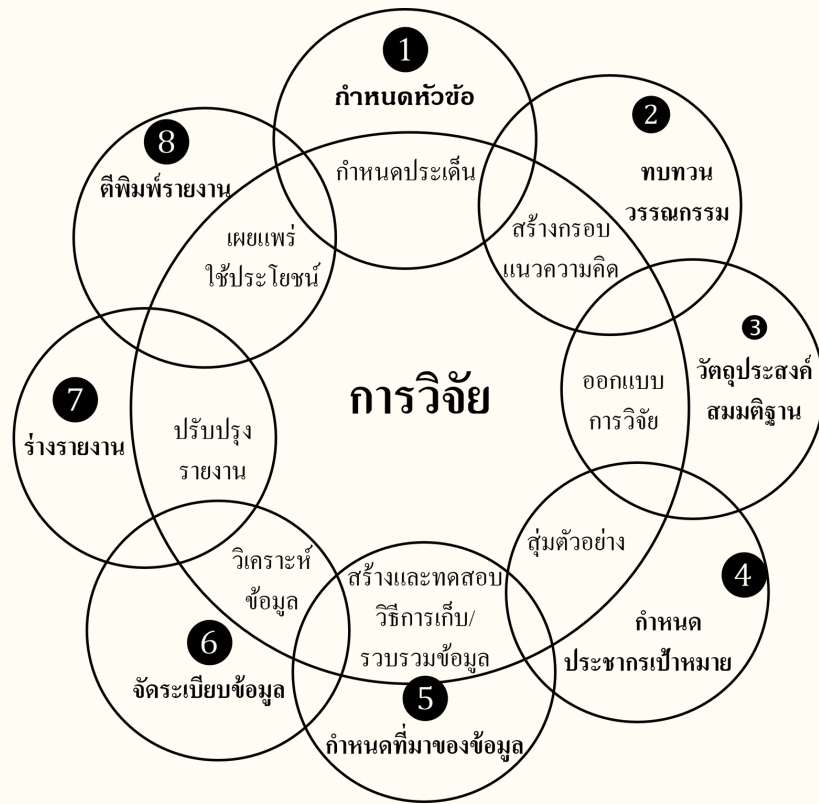 1
กำหนดหัวข้อ
กำหนดประเด็น
2
ทบทวน
วรรณกรรม
สร้างกรอบ
แนวความคิด
3
วัตถุประสงค์
สมมติฐาน
ออกแบบ
การวิจัย
4
กำหนด
ประชากรเป้าหมาย
สุ่มตัวอย่าง
5
กำหนดที่มาของข้อมูล
สร้างและทดสอบ
วิธีการเก็บ/
รวบรวมข้อมูล
6
จัดระเบียบข้อมูล
วิเคราะห์
ข้อมูล
7
ร่างรายงาน
ปรับปรุง
รายงาน
8
ตีพิมพ์รายงาน
เผยแพร่
ใช้ประโยชน์
การวิจัย